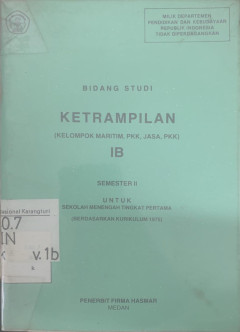 MILIK DEPARTEMEN
PENDIDIKAN DAN KEBUDAYAAN
REPUBLIK INDONESIA
TIDAK DIPERDAGANGKAN
BIDANG STUDI
KETRAMPILAN
(KELOMPOK MARITIM, PKK, JASA, PKK)
IB
SEMESTER II
UNTUK
SEKOLAH MENENGAH TINGKAT PERTAMA
(BERDASARKAN KURIKULUM 1975)
PENERBIT FIRMA HASMAR
MEDAN
0.7
IN
v.1b